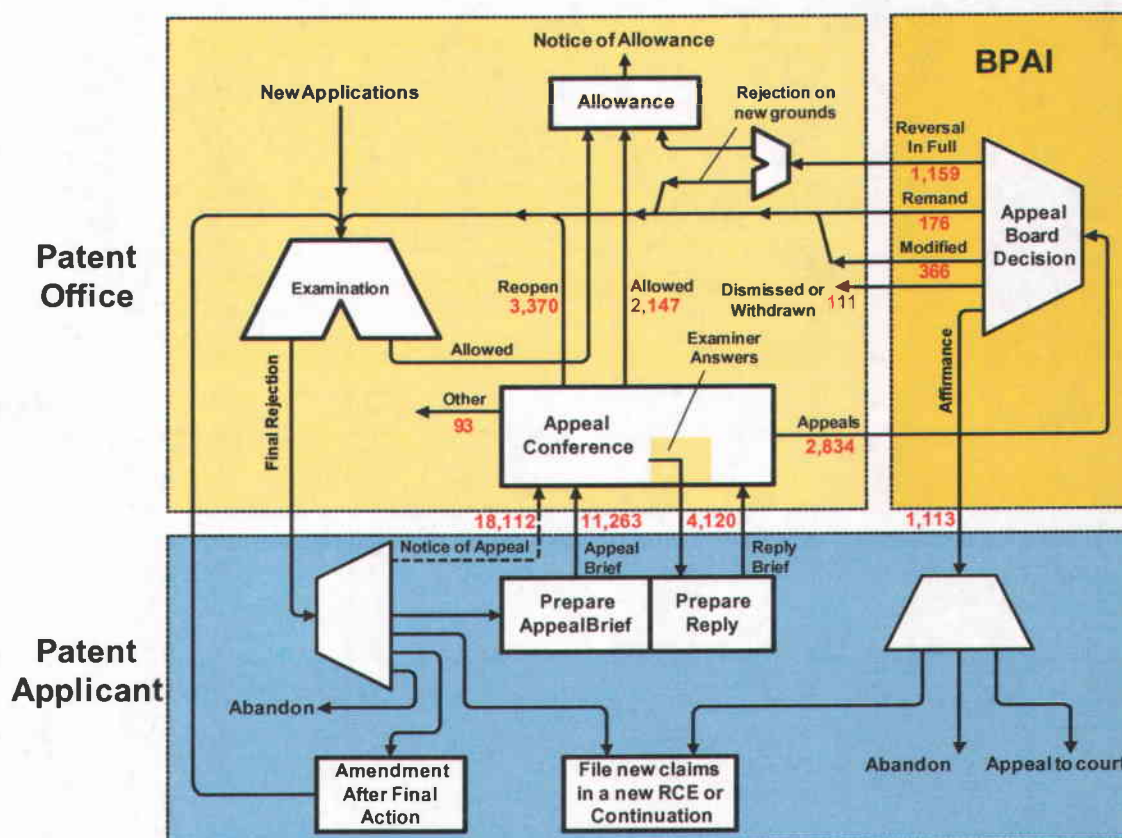 Notice of Allowance
BPAI
New Applications
Allowance
Rejection on
new grounds
Reversal
In Full
1,159
Remand
176
Modified
366
Dismissed or
Withdrawn
111
Appeal
Board
Decision
Patent
Office
Examination
Reopen
3,370
Allowed
2,147
Allowed
Examiner
Answers
Final Rejection
Other
93
Appeal
Conference
Appeals
2,834
Affirmance
18,112
11,263
4,120
1,113
Notice of Appeal
Appeal
Brief
Reply
Brief
Prepare
AppealBrief
Prepare
Reply
Patent
Applicant
Abandon
Amendment
After Final
Action
File new claims
in a new RCE or
Continuation
Abandon
Appeal to court